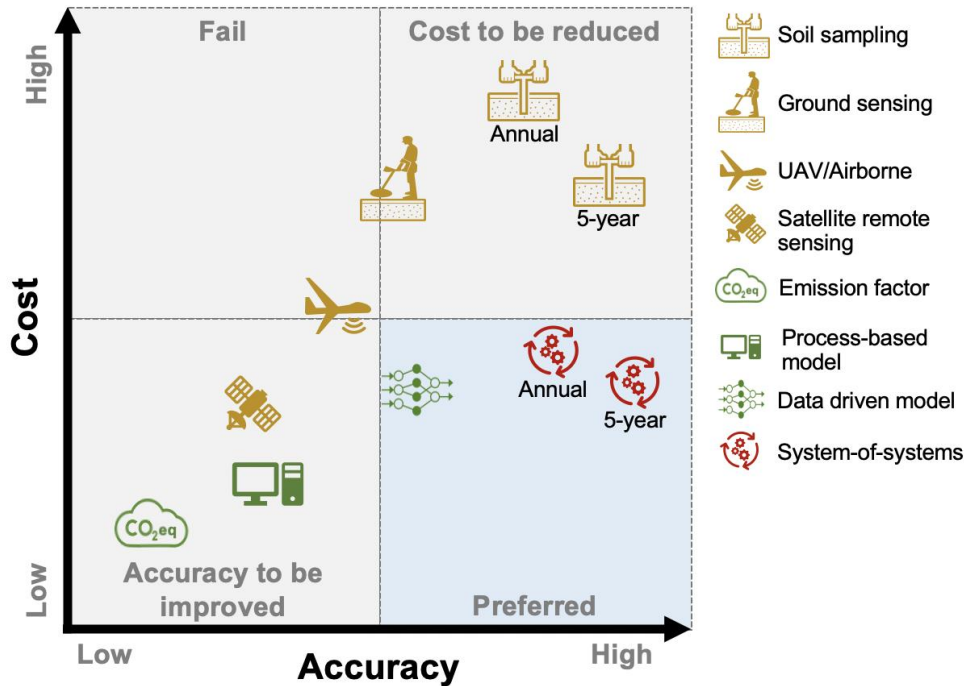 Fail
Cost to be reduced
High
Annual
5-year
Cost
Annual
5-year
CO2eq
Accuracy to be
improved
Preferred
Low
Low
Accuracy
High
Soil sampling
Ground sensing
UAV/Airborne
Satellite remote
sensing
CO2eq
Emission factor
Process-based
model
Data driven model
System-of-systems